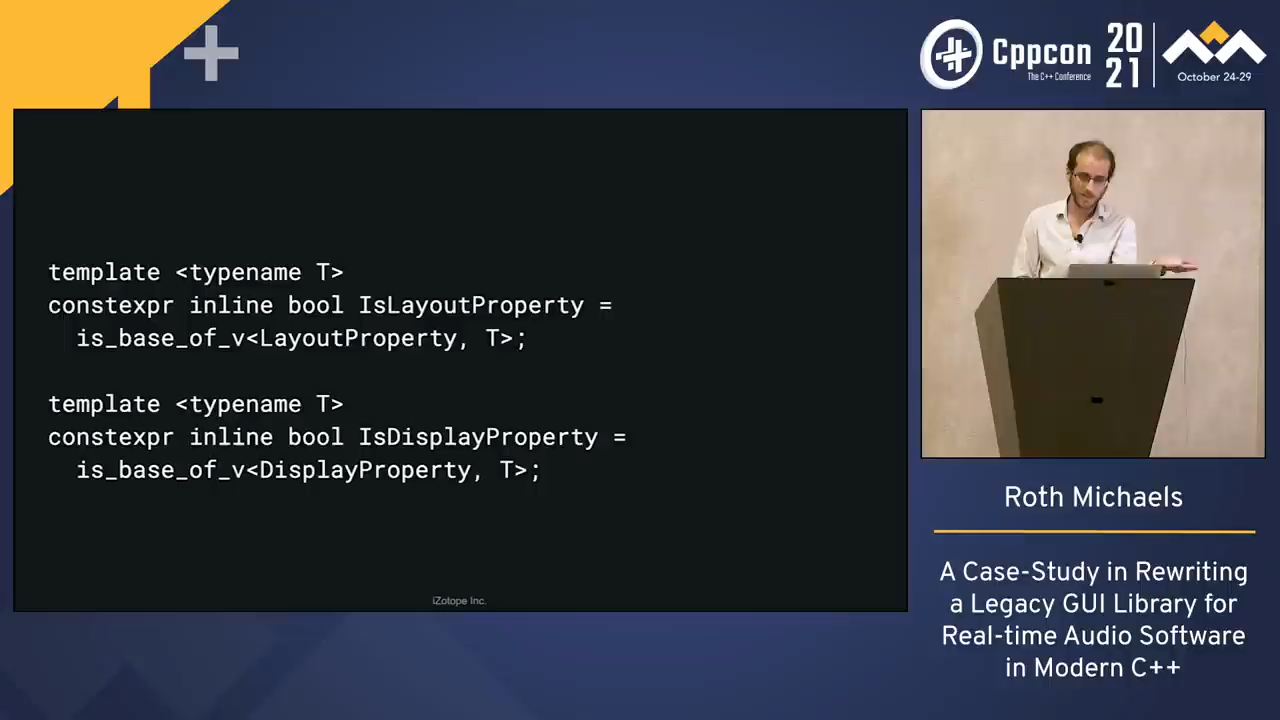 Cppcon
The C++ Conference
20
21
October 24-29
template <typename T>
constexpr inline bool IsLayoutProperty =
  is_base_of_v<LayoutProperty, T>;
template <typename T>
constexpr inline bool IsDisplayProperty =
  is_base_of_v<DisplayProperty, T>;
iZotope Inc.
Roth Michaels
A Case-Study in Rewriting
a Legacy GUI Library for
Real-time Audio Software
in Modern C++